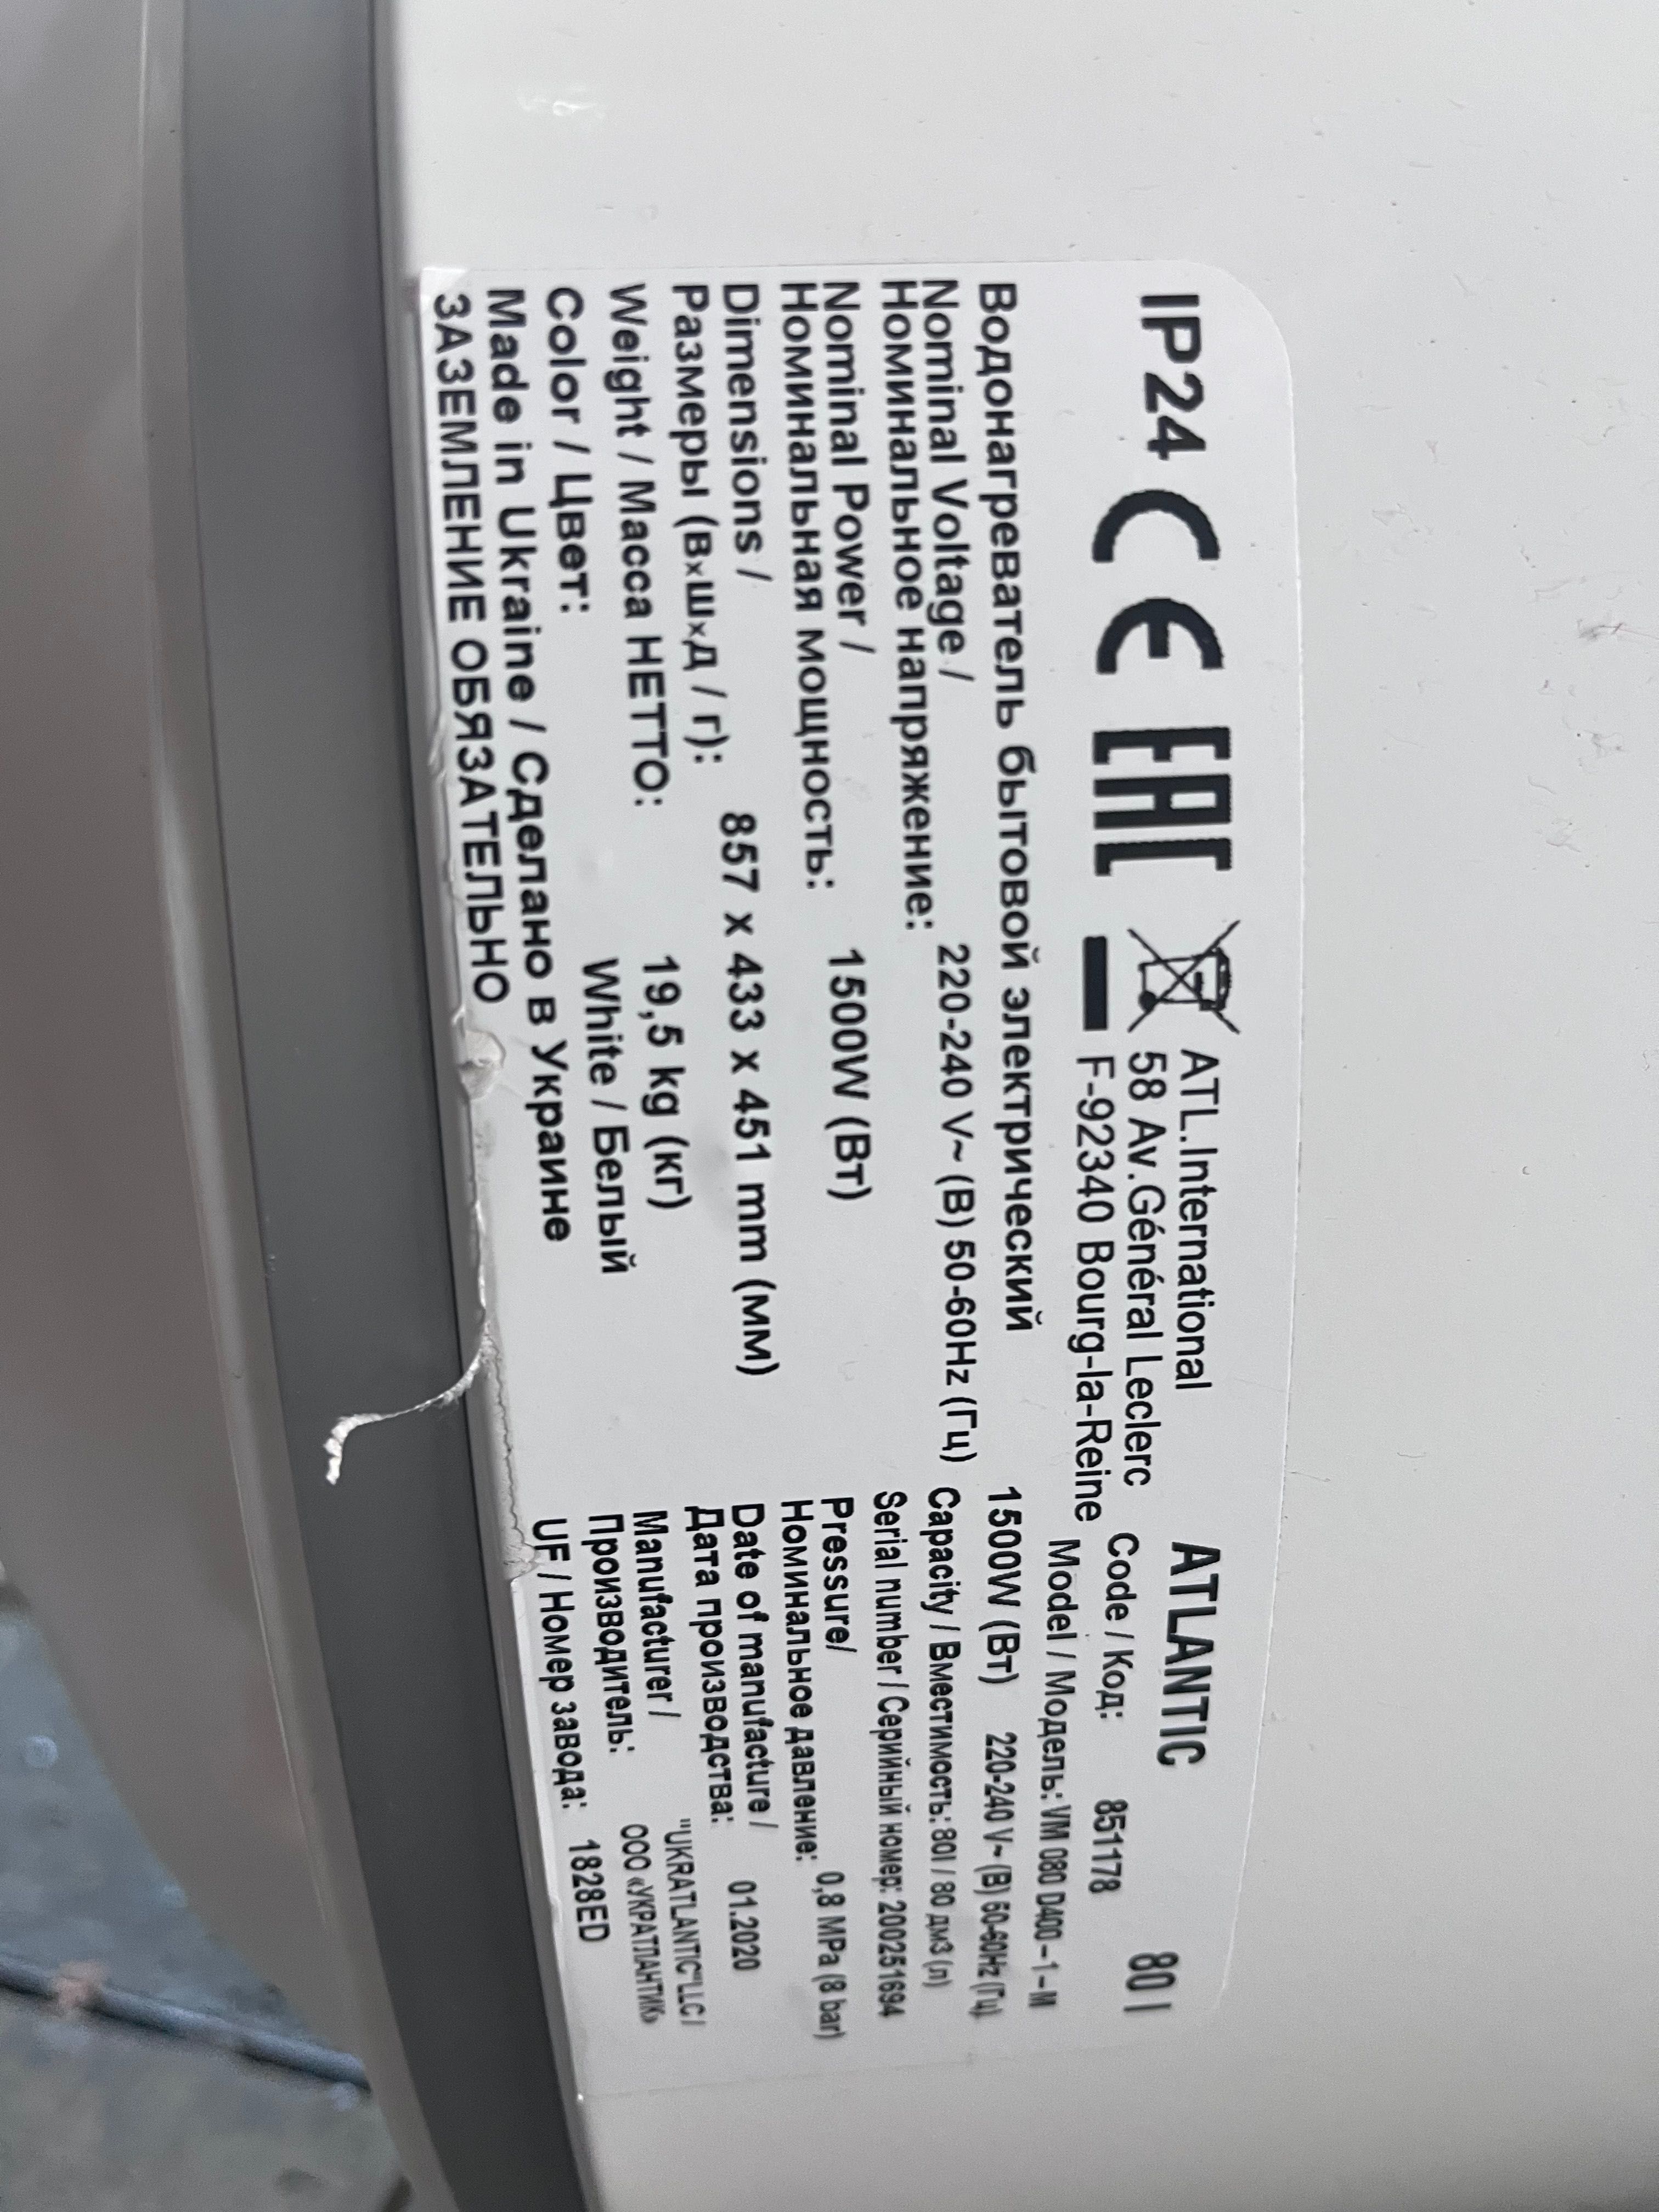 IP24 CE EAC
ATL.International
58 Av.Général Leclerc
F-92340 Bourg-la-Reine
Водонагреватель бытовой электрический
Nominal Voltage /
Номинальное напряжение: 220-240 V~ (В) 50-60Hz (Гц)
Nominal Power /
Номинальная мощность: 1500W (Вт)
Dimensions /
Размеры (в×ш×д / г): 857 x 433 x 451 mm (мм)
Weight / Масса НЕТТО: 19,5 kg (кг)
Color / Цвет: White / Белый
Made in Ukraine / Сделано в Украине
ЗАЗЕМЛЕНИЕ ОБЯЗАТЕЛЬНО
ATLANTIC 80 l
Code / Код: 851178
Model / Модель: VM 080 D400-1-M
1500W (Вт) 220-240 V~ (В) 50-60Hz (Гц)
Capacity / Вместимость: 80l / 80 дм3 (л)
Serial number / Серийный номер: 200251694
Pressure/
Номинальное давление: 0,8 MPa (8 bar)
Date of manufacture /
Дата производства: 01.2020
Manufacturer / "UKRATLANTIC"LLC /
Производитель: ООО «УКРАТЛАНТИК»
UF / Номер завода: 1828ED